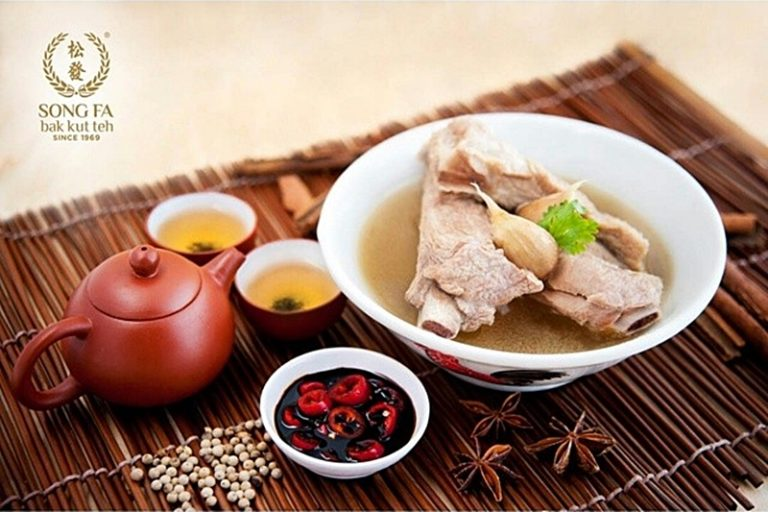 松
發
SONG FA
bak kut teh
SINCE 1969